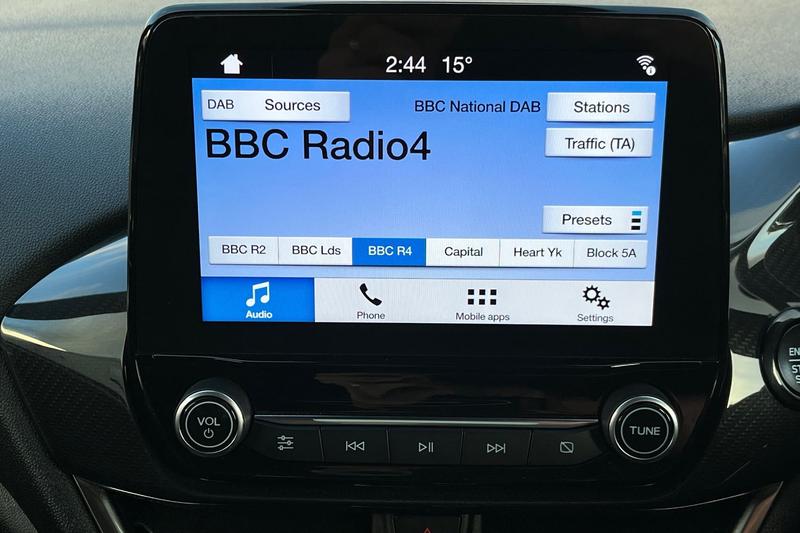 2:44 15°
DAB Sources BBC National DAB Stations
BBC Radio4
Traffic (TA)
Presets
BBC R2 BBC Lds BBC R4 Capital Heart Yk Block 5A
Audio Phone Mobile apps Settings
VOL TUNE